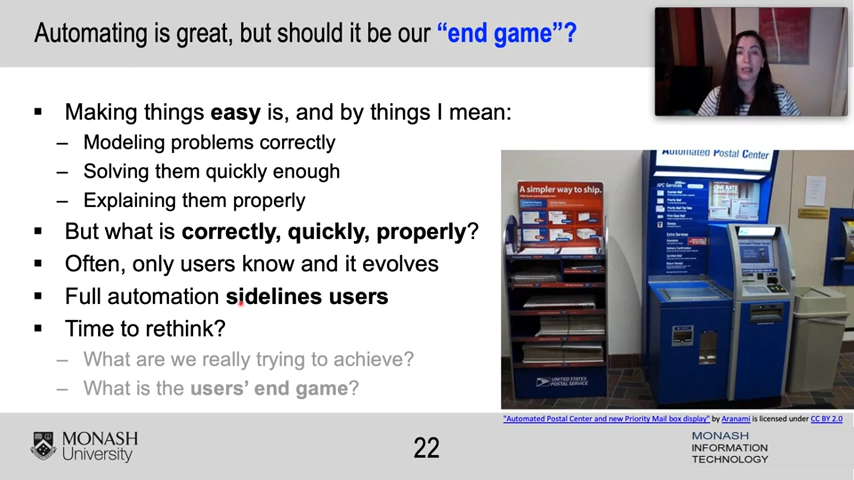 Automating is great, but should it be our “end game”?
▪ Making things easy is, and by things I mean:
– Modeling problems correctly
– Solving them quickly enough
– Explaining them properly
▪ But what is correctly, quickly, properly?
▪ Often, only users know and it evolves
▪ Full automation sidelines users
▪ Time to rethink?
– What are we really trying to achieve?
– What is the users’ end game?
Automated Postal Center
A simpler way to ship.
UNITED STATES
POSTAL SERVICE
"Automated Postal Center and new Priority Mail box display" by Aranami is licensed under CC BY 2.0
MONASH
University
22
MONASH
INFORMATION
TECHNOLOGY